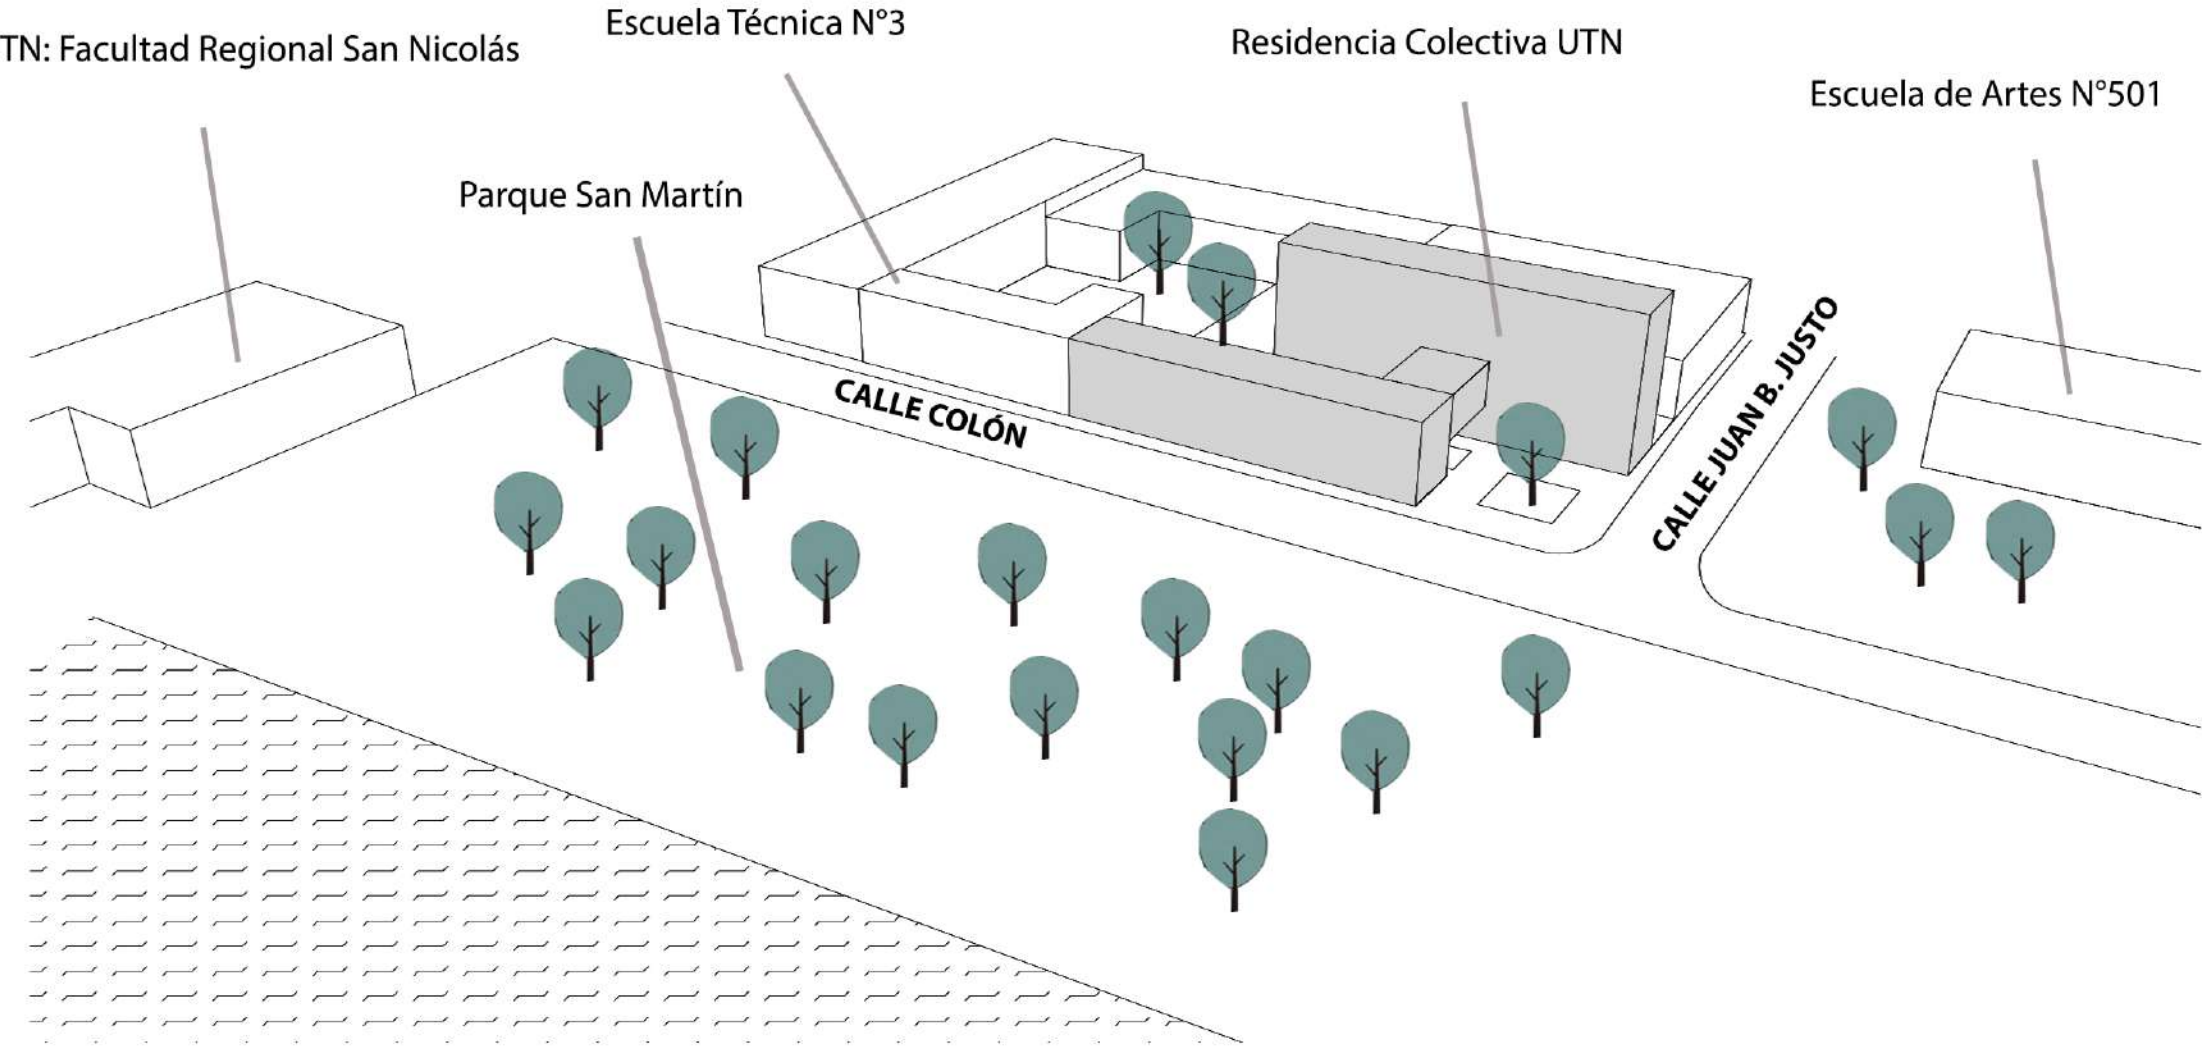 TN: Facultad Regional San Nicolás
Escuela Técnica N°3
Residencia Colectiva UTN
Escuela de Artes N°501
Parque San Martín
CALLE COLÓN
CALLE JUAN B. JUSTO